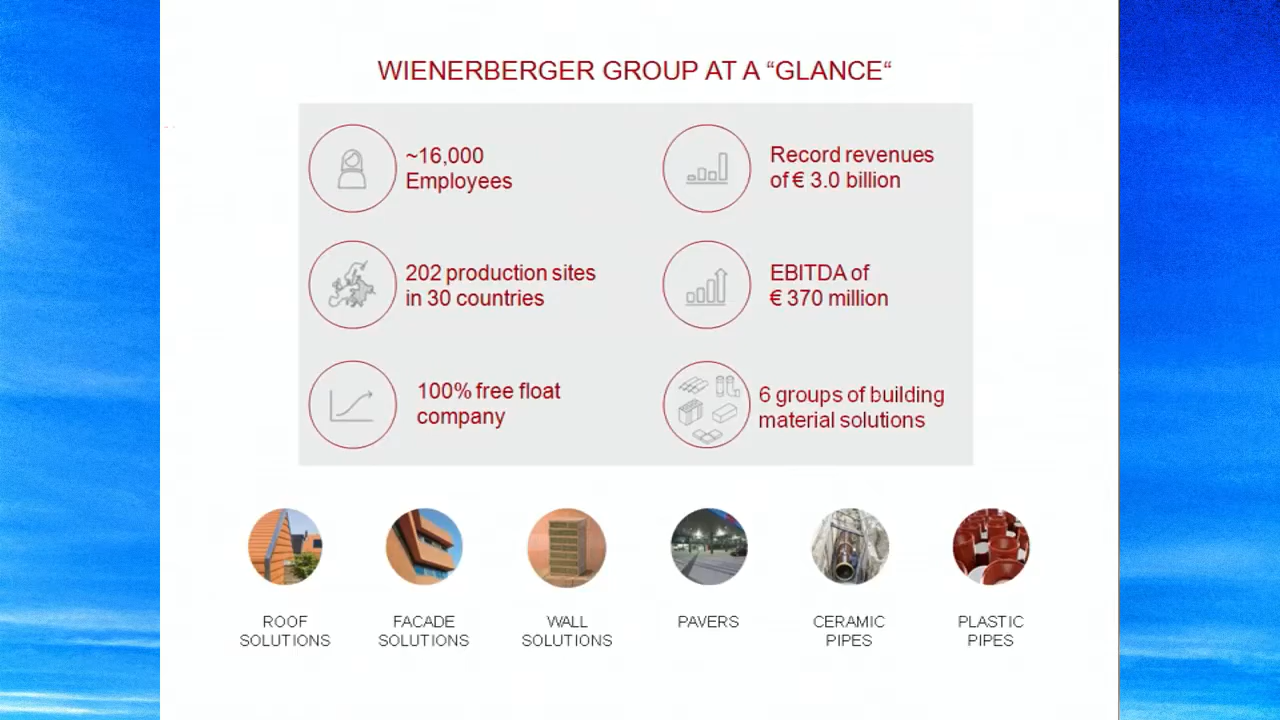 WIENERBERGER GROUP AT A “GLANCE“
~16,000
Employees
Record revenues
of € 3.0 billion
202 production sites
in 30 countries
EBITDA of
€ 370 million
100% free float
company
6 groups of building
material solutions
ROOF
SOLUTIONS
FACADE
SOLUTIONS
WALL
SOLUTIONS
PAVERS
CERAMIC
PIPES
PLASTIC
PIPES